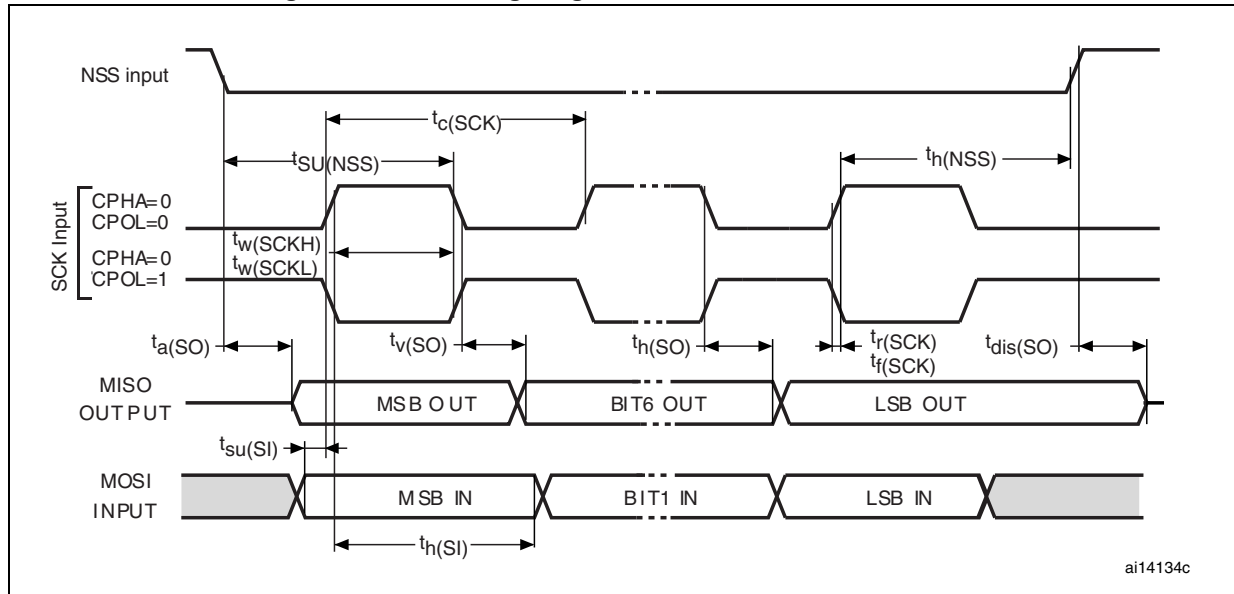 NSS input
tc(SCK)
tSU(NSS)
th(NSS)
SCK Input
CPHA=0
CPOL=0
tw(SCKH)
CPHA=0
tw(SCKL)
CPOL=1
ta(SO)
tv(SO)
th(SO)
tr(SCK)
tf(SCK)
tdis(SO)
MISO
OUTPUT
MSB OUT
BIT6 OUT
LSB OUT
tsu(SI)
MOSI
INPUT
MSB IN
BIT1 IN
LSB IN
th(SI)
ai14134c